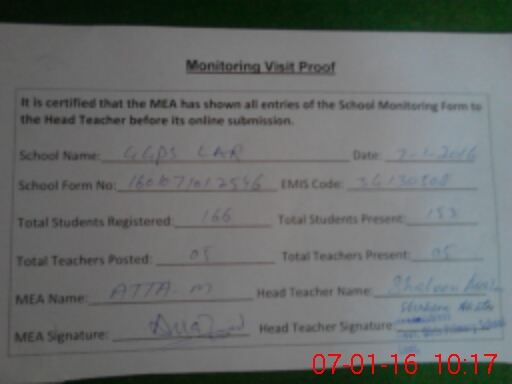 Monitoring Visit Proof
It is certified that the MEA has shown all entries of the School Monitoring Form to
the Head Teacher before its online submission.
School Name: GGPS LAR Date: 7-1-2016
School Form No: EMIS Code:
Total Students Registered: 166 Total Students Present: 153
Total Teachers Posted: 05 Total Teachers Present: 05
MEA Name: ATTA-M Head Teacher Name:
MEA Signature: Head Teacher Signature:
07-01-16 10:17